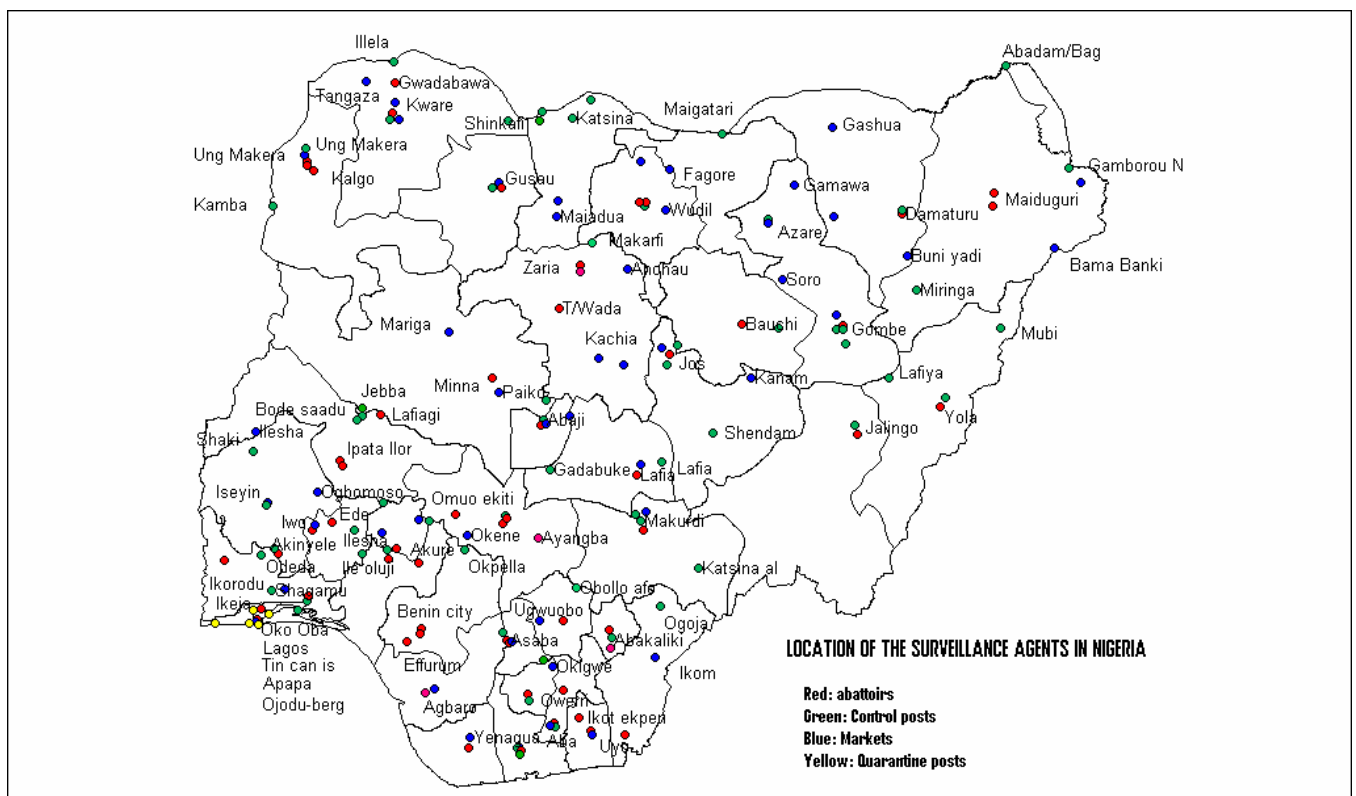 Illela
Abadam/Bag
Gwadabawa
Tangaza
Kware
Shinkafi
Katsina
Maigatari
Gashua
Ung Makera
Ung Makera
Kalgo
Gusau
Fagore
Gamawa
Gamborou N
Kamba
Maiadua
Wudil
Damaturu
Maiduguri
Azare
Makarfi
Zaria
Anchau
Soro
Buni yadi
Bama Banki
Miringa
T/Wada
Mariga
Baushi
Gombe
Mubi
Kachia
Jos
Minna
Paiko
Kanam
Lafiya
Jebba
Bode saadu
Lafiagi
Abaji
Yola
Shaki
Ilesha
Shendam
Jalingo
Ipata Ilor
Gadabuke
Lafia
Lafia
Iseyin
Ogbomoso
Omuo ekiti
Iwo
Ede
Makurdi
Akinyele
Ilesha
Akure
Okene
Ayangba
Odeda
Ile oluji
Okpella
Katsina al
Ikorodu
Shagamu
Obollo afo
Ikeja
Benin city
Ugwuobo
Ogoja
Oko Oba
Asaba
Abakaliki
Lagos
Tin can is
Effurum
Okigwe
Ikom
Apapa
Ojodu-berg
Agbaro
Owerri
Ikot ekpen
Yenagua
Aba
Uyo
LOCATION OF THE SURVEILLANCE AGENTS IN NIGERIA
Red: abattoirs
Green: Control posts
Blue: Markets
Yellow: Quarantine posts